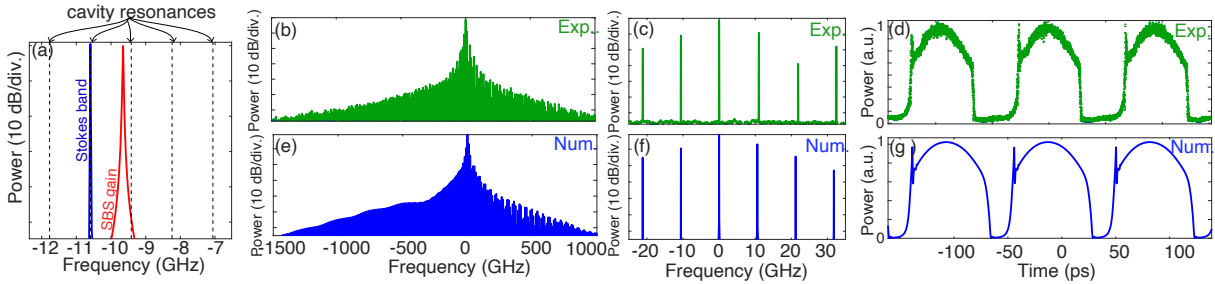 cavity resonances
(a)
Power (10 dB/div.)
Stokes band
SBS gain
-12 -11 -10 -9 -8 -7
Frequency (GHz)
(b)
Exp.
Power (10 dB/div.)
(e)
Num.
Power (10 dB/div.)
-1500 -1000 0 5000 10000
Frequency (GHz)
(c)
Exp.
Power (10 dB/div.)
(f)
Num.
Power (10 dB/div.)
-20 -10 0 10 20 30
Frequency (GHz)
(d)
Exp.
Power (a.u.)
1
0
(g)
Num.
Power (a.u.)
1
0
-100 -50 0 50 100
Time (ps)